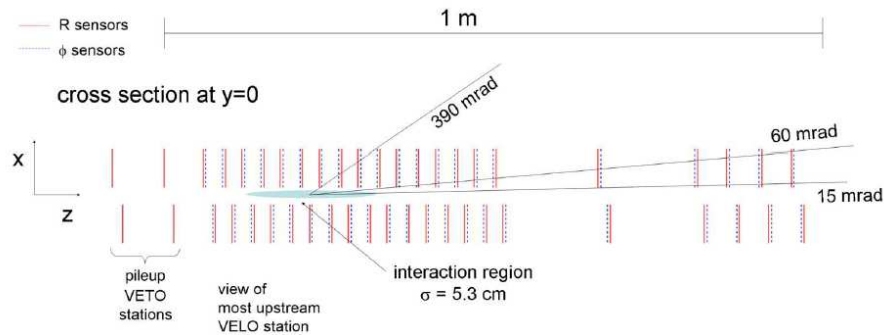 R sensors
1 m
ϕ sensors
cross section at y=0
390 mrad
60 mrad
x
z
15 mrad
pileup
VETO
stations
view of
most upstream
VELO station
interaction region
σ = 5.3 cm